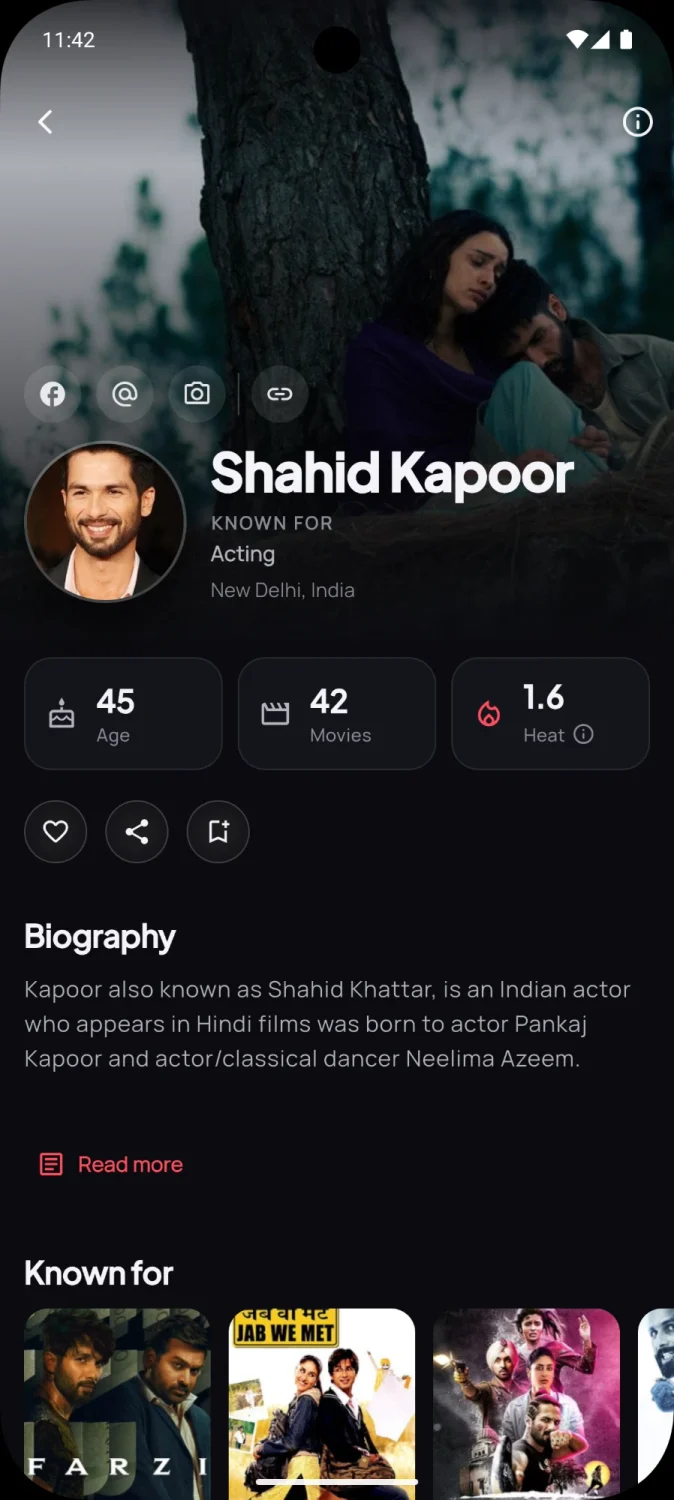 11:42
Shahid Kapoor
KNOWN FOR
Acting
New Delhi, India
45
Age
42
Movies
1.6
Heat
Biography
Kapoor also known as Shahid Khattar, is an Indian actor
who appears in Hindi films was born to actor Pankaj
Kapoor and actor/classical dancer Neelima Azeem.
Read more
Known for
जब वी मेट
JAB WE MET
FARZI